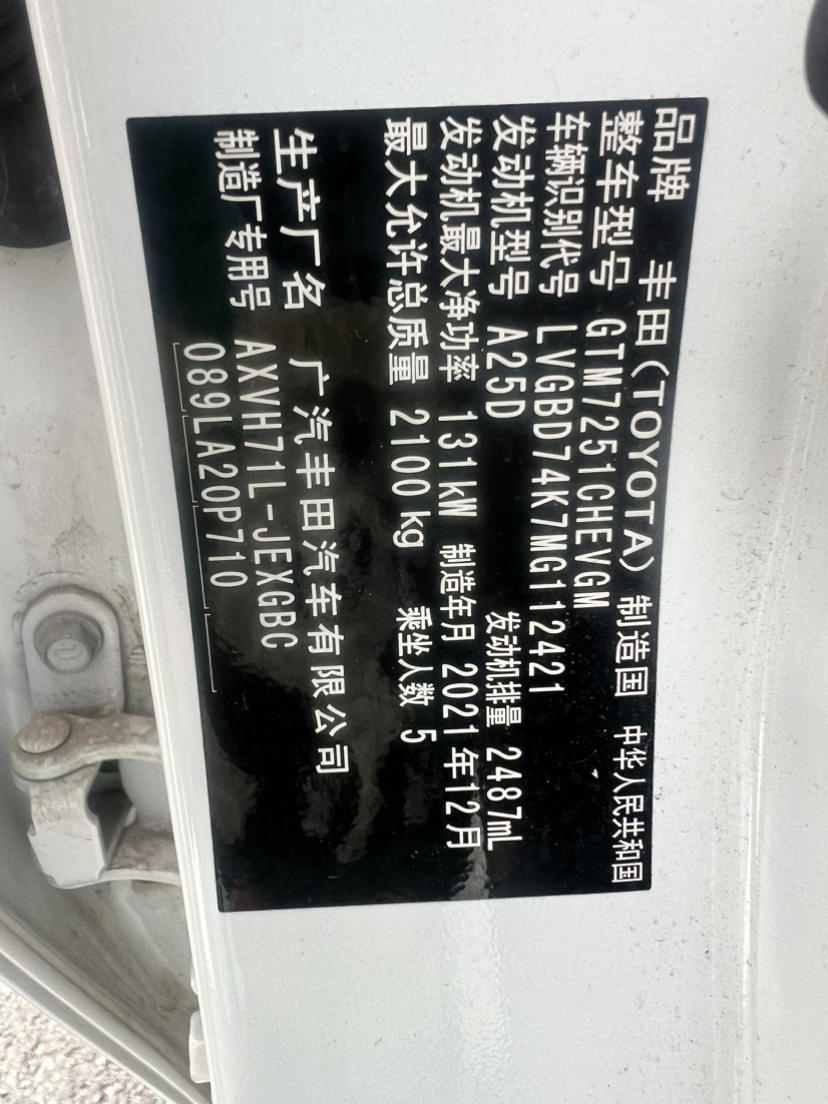 品牌 丰田(TOYOTA) 制造国 中华人民共和国
整车型号 GTM7251CHEVGM
车辆识别代号 LVGBD74K7MG112421
发动机型号 A25D 发动机排量 2487mL
发动机最大净功率 131kW 制造年月 2021年12月
最大允许总质量 2100kg 乘坐人数 5
生产厂名 广汽丰田汽车有限公司
制造厂专用号 AXVH71L-JEXGBC
089LA20P710